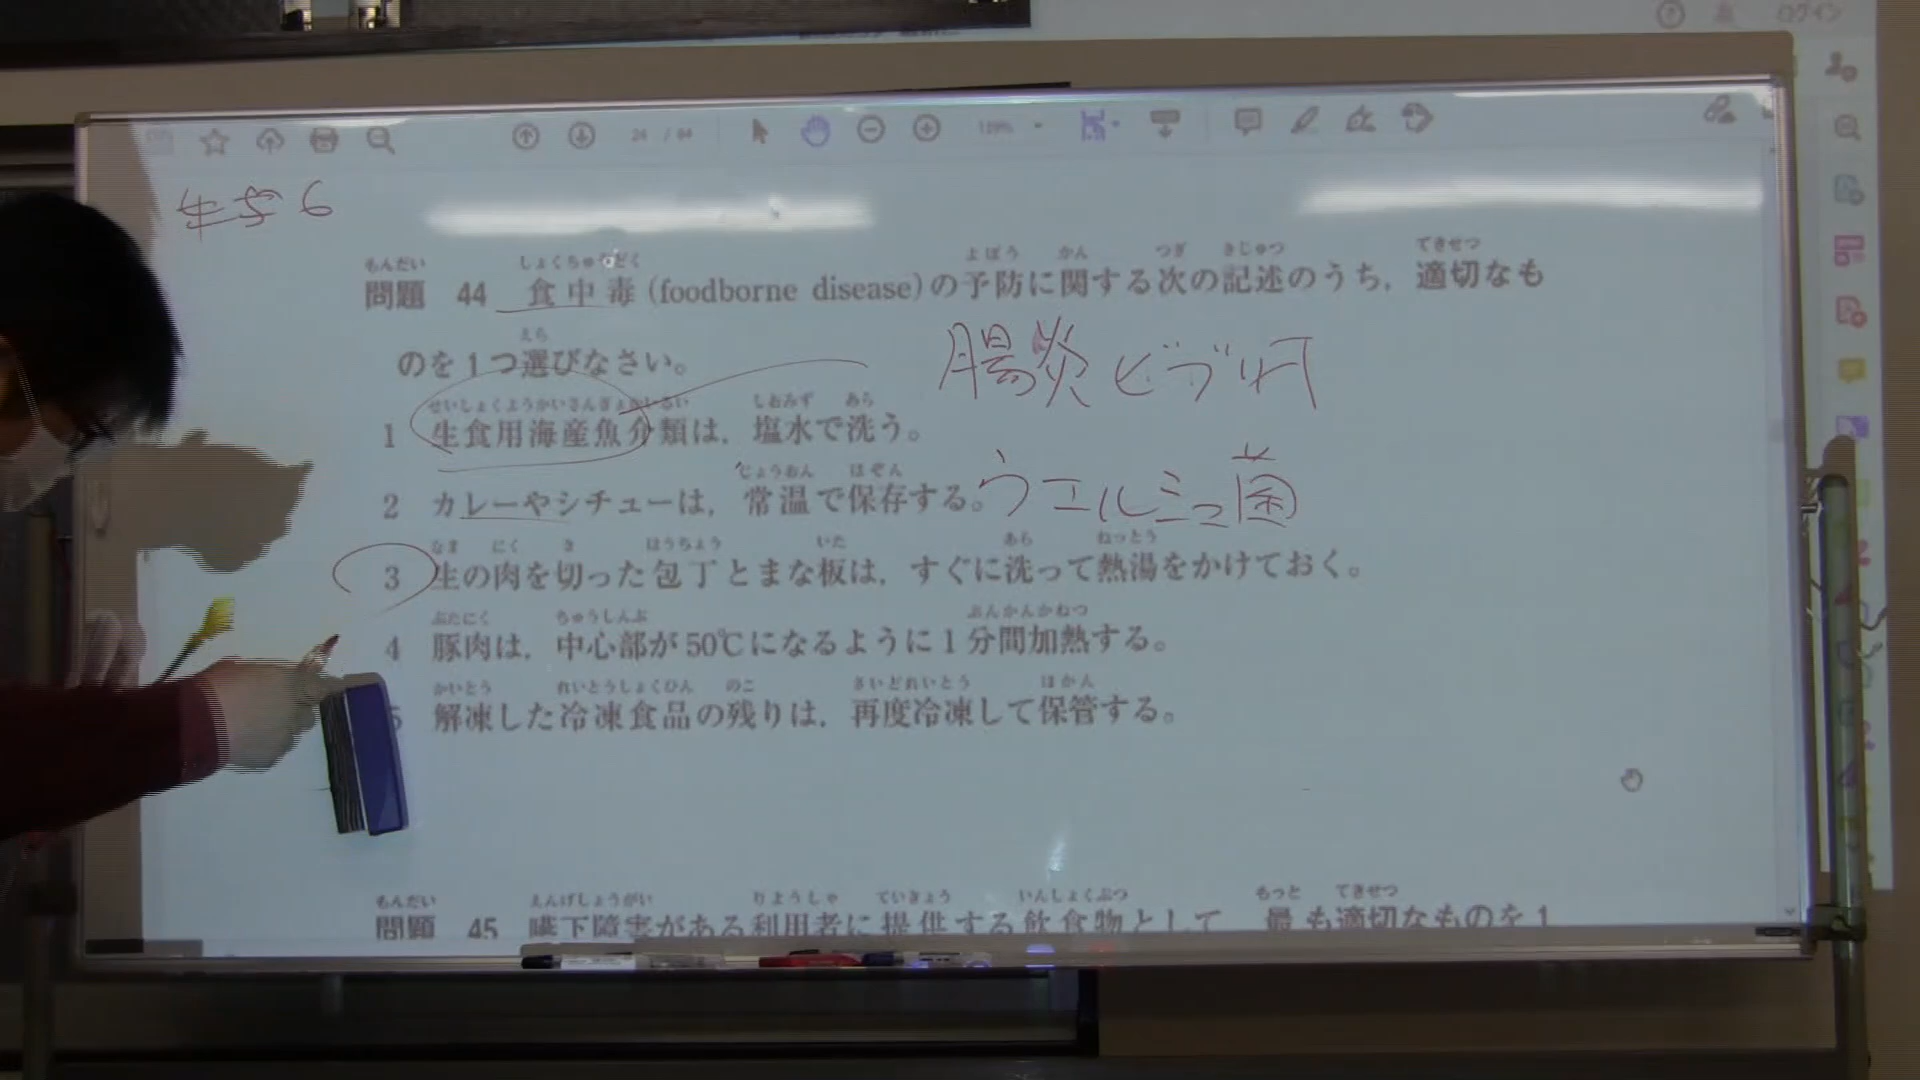 ログイン
24 / 64
119%
生学6
もんだい しょくちゅうどく よぼう かん つぎ きじゅつ てきせつ
問題 44 食中毒 (foodborne disease)の予防に関する次の記述のうち，適切なも
えら
のを1つ選びなさい。
腸炎ビブリオ
せいしょくようかいさんぎょかいるい しおみず あら
1 生食用海産魚介類は，塩水で洗う。
じょうおん ほぞん
2 カレーやシチューは，常温で保存する。ウエルシュ菌
なま にく き ほうちょう いた あら ねっとう
3 生の肉を切った包丁とまな板は，すぐに洗って熱湯をかけておく。
ぶたにく ちゅうしんぶ ぷんかんかねつ
4 豚肉は，中心部が50℃になるように1分間加熱する。
かいとう れいとうしょくひん のこ さいどれいとう ほかん
5 解凍した冷凍食品の残りは，再度冷凍して保管する。
もんだい えんげしょうがい りようしゃ ていきょう いんしょくぶつ もっと てきせつ
問題 45 嚥下障害がある利用者に提供する飲食物として 最も適切なものを1